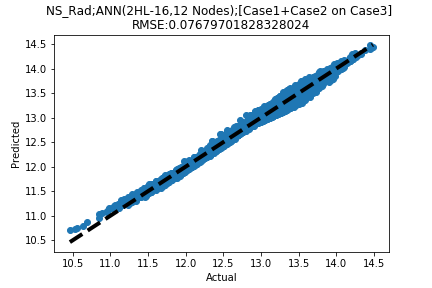 NS_Rad;ANN(2HL-16,12 Nodes);[Case1+Case2 on Case3]
RMSE:0.07679701828328024
14.5
14.0
13.5
13.0
12.5
12.0
11.5
11.0
10.5
Predicted
10.5 11.0 11.5 12.0 12.5 13.0 13.5 14.0 14.5
Actual